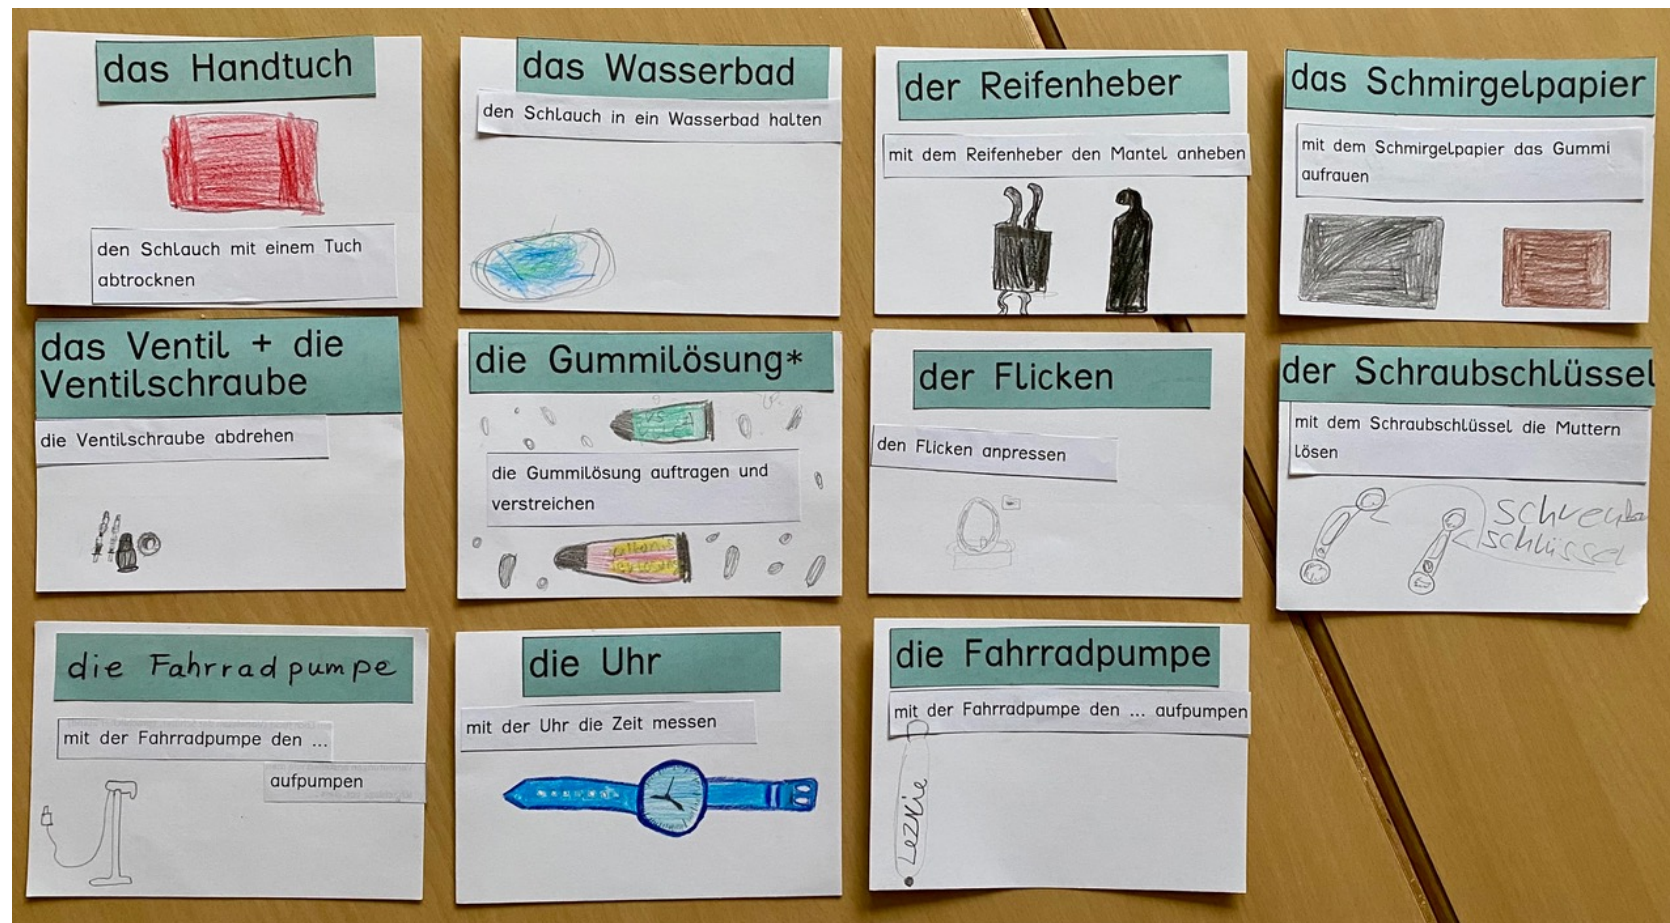 das Handtuch
den Schlauch mit einem Tuch
abtrocknen
das Wasserbad
den Schlauch in ein Wasserbad halten
der Reifenheber
mit dem Reifenheber den Mantel anheben
das Schmirgelpapier
mit dem Schmirgelpapier das Gummi
aufrauen
das Ventil + die
Ventilschraube
die Ventilschraube abdrehen
die Gummilösung*
die Gummilösung auftragen und
verstreichen
der Flicken
den Flicken anpressen
der Schraubschlüssel
mit dem Schraubschlüssel die Muttern
lösen
schlüssel
die Fahrradpumpe
mit der Fahrradpumpe den ...
aufpumpen
die Uhr
mit der Uhr die Zeit messen
die Fahrradpumpe
mit der Fahrradpumpe den ... aufpumpen